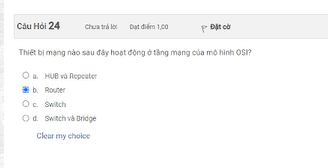 Câu Hỏi 24 Chưa trả lời Đạt điểm 1,00 Đặt cờ
Thiết bị mạng nào sau đây hoạt động ở tầng mạng của mô hình OSI?
a. HUB và Repeater
b. Router
c. Switch
d. Switch và Bridge
Clear my choice